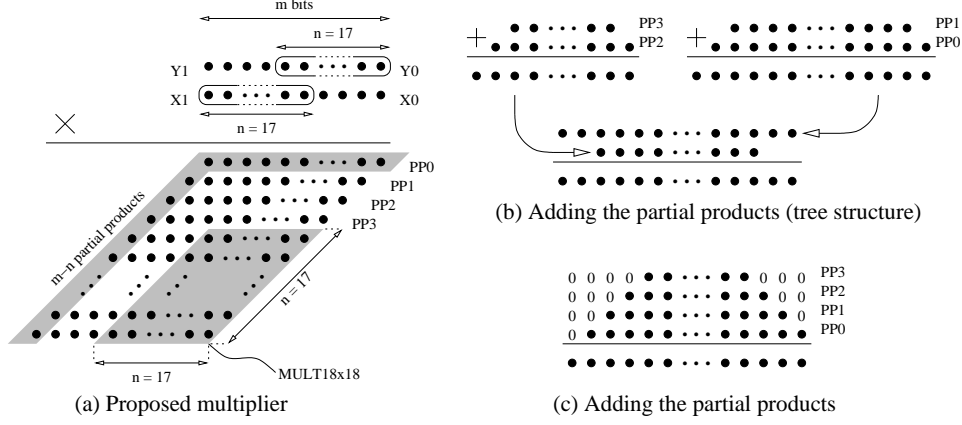 m bits
n = 17
Y1 Y0
X1 X0
n = 17
PP0
PP1
PP2
PP3
m−n partial products
n = 17
n = 17
MULT18x18
(a) Proposed multiplier
+ PP3
PP2
+ PP1
PP0
(b) Adding the partial products (tree structure)
0 0 0 0 0 0 0 PP3
0 0 0 0 0 PP2
0 0 0 PP1
0 PP0
(c) Adding the partial products